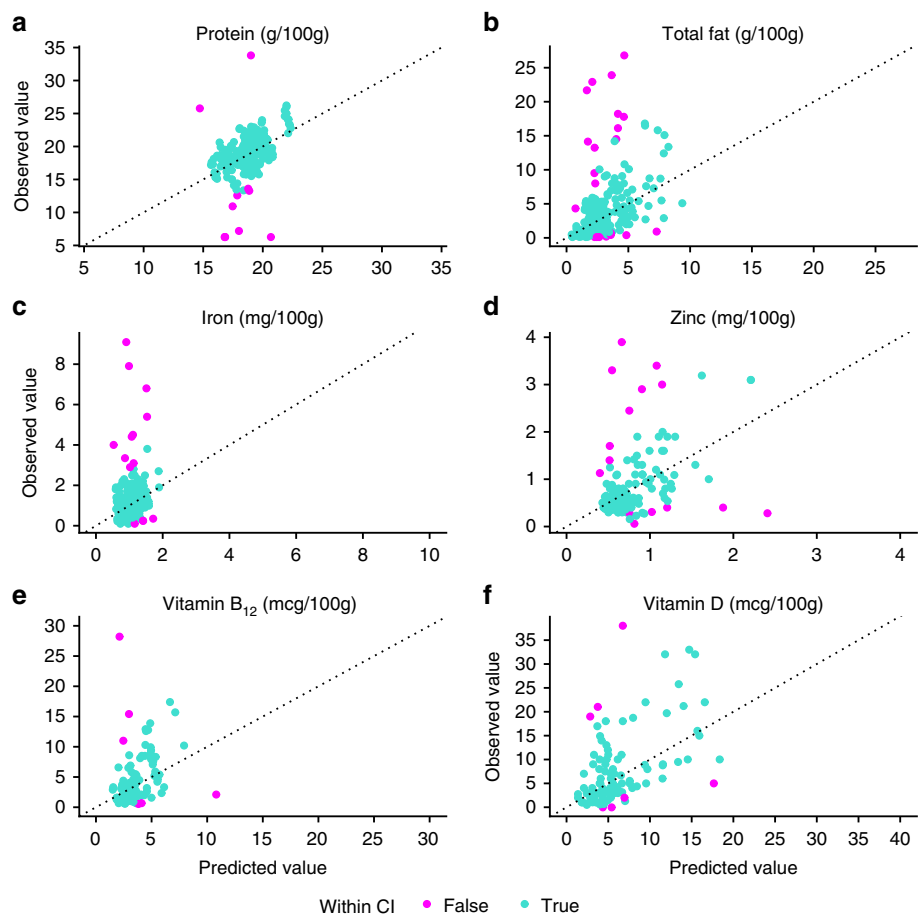 a
Protein (g/100g)
35
30
25
20
15
10
5
5 10 15 20 25 30 35
Observed value
b
Total fat (g/100g)
25
20
15
10
5
0
0 5 10 15 20 25
c
Iron (mg/100g)
8
6
4
2
0
0 2 4 6 8 10
Observed value
d
Zinc (mg/100g)
4
3
2
1
0
0 1 2 3 4
e
Vitamin B12 (mcg/100g)
30
25
20
15
10
5
0
0 5 10 15 20 25 30
Observed value
Predicted value
f
Vitamin D (mcg/100g)
35
30
25
20
15
10
5
0
0 10 20 30 40
Observed value
Predicted value
Within CI False True